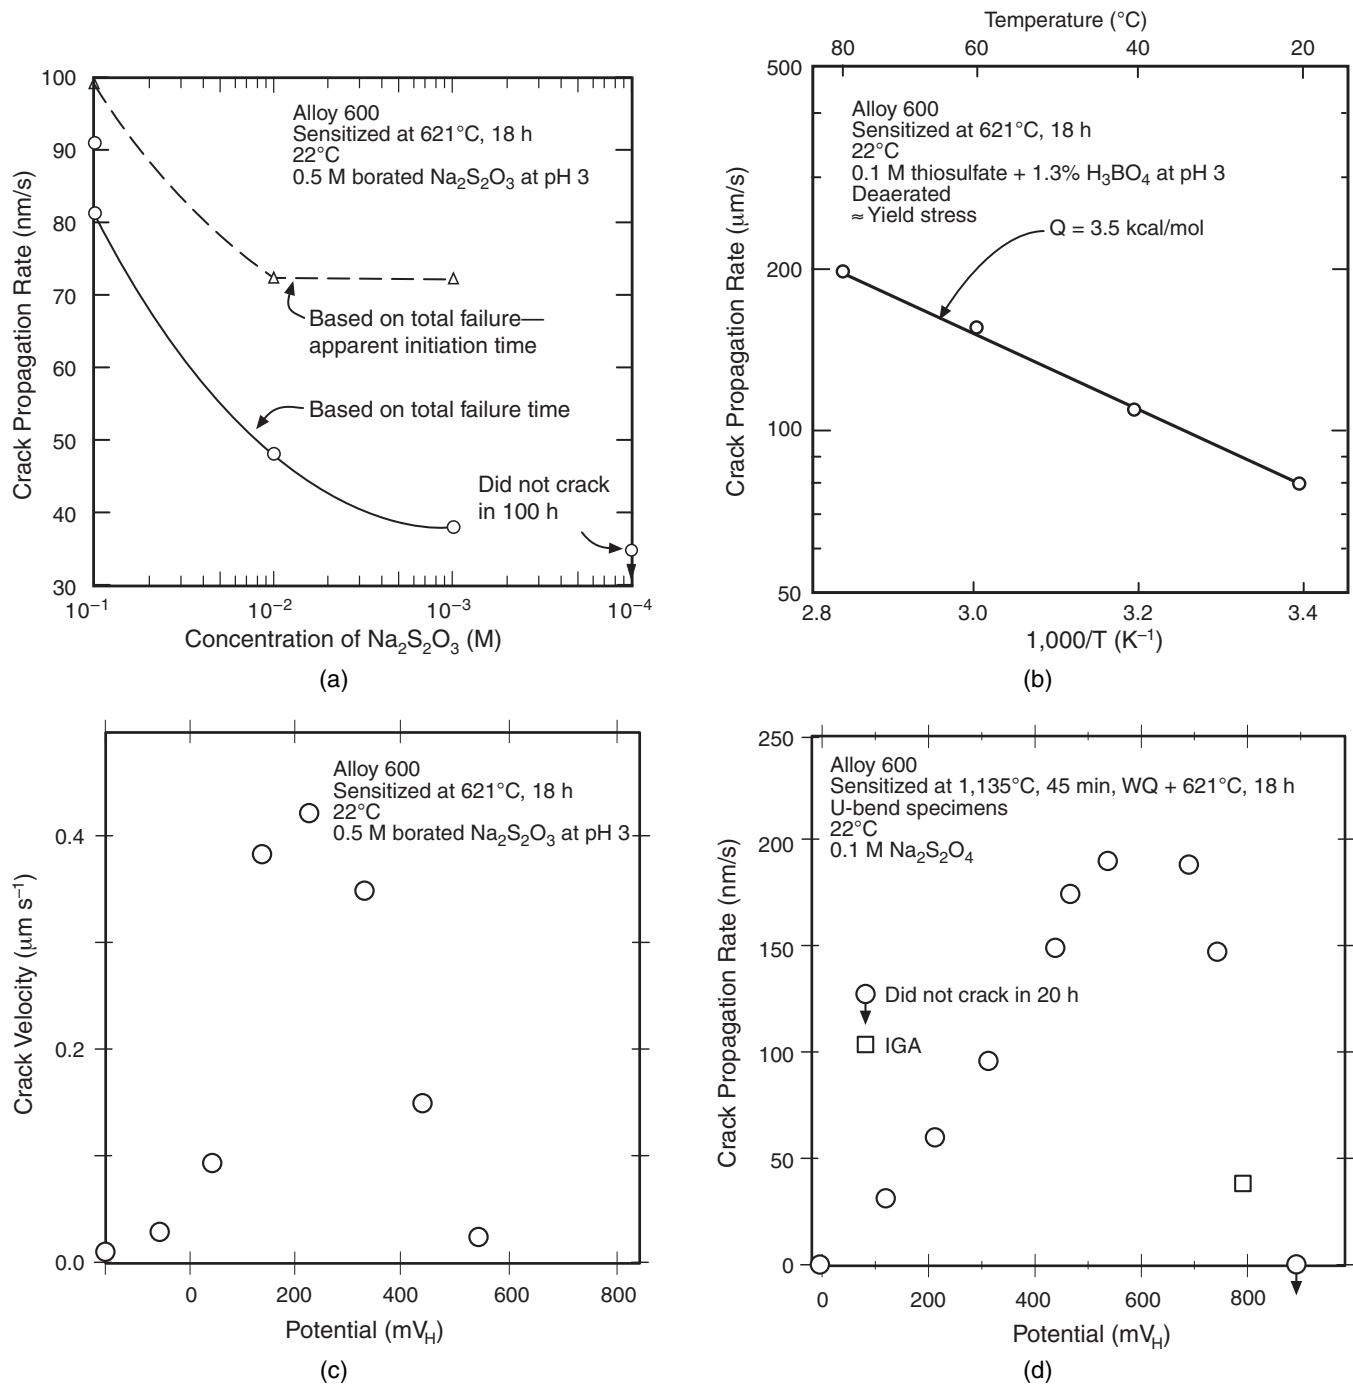 100
90
80
70
60
50
40
30
Crack Propagation Rate (nm/s)
Alloy 600
Sensitized at 621°C, 18 h
22°C
0.5 M borated Na₂S₂O₃ at pH 3
Based on total failure—
apparent initiation time
Based on total failure time
Did not crack
in 100 h
10⁻¹ 10⁻² 10⁻³ 10⁻⁴
Concentration of Na₂S₂O₃ (M)
(a)
Temperature (°C)
80 60 40 20
500
200
100
50
Crack Propagation Rate (μm/s)
Alloy 600
Sensitized at 621°C, 18 h
22°C
0.1 M thiosulfate + 1.3% H₃BO₄ at pH 3
Deaerated
≈ Yield stress
Q = 3.5 kcal/mol
2.8 3.0 3.2 3.4
1,000/T (K⁻¹)
(b)
0.4
0.2
0.0
Crack Velocity (μm s⁻¹)
Alloy 600
Sensitized at 621°C, 18 h
22°C
0.5 M borated Na₂S₂O₃ at pH 3
0 200 400 600 800
Potential (mV_H)
(c)
250
200
150
100
50
0
Crack Propagation Rate (nm/s)
Alloy 600
Sensitized at 1,135°C, 45 min, WQ + 621°C, 18 h
U-bend specimens
22°C
0.1 M Na₂S₂O₄
Did not crack in 20 h
IGA
0 200 400 600 800
Potential (mV_H)
(d)